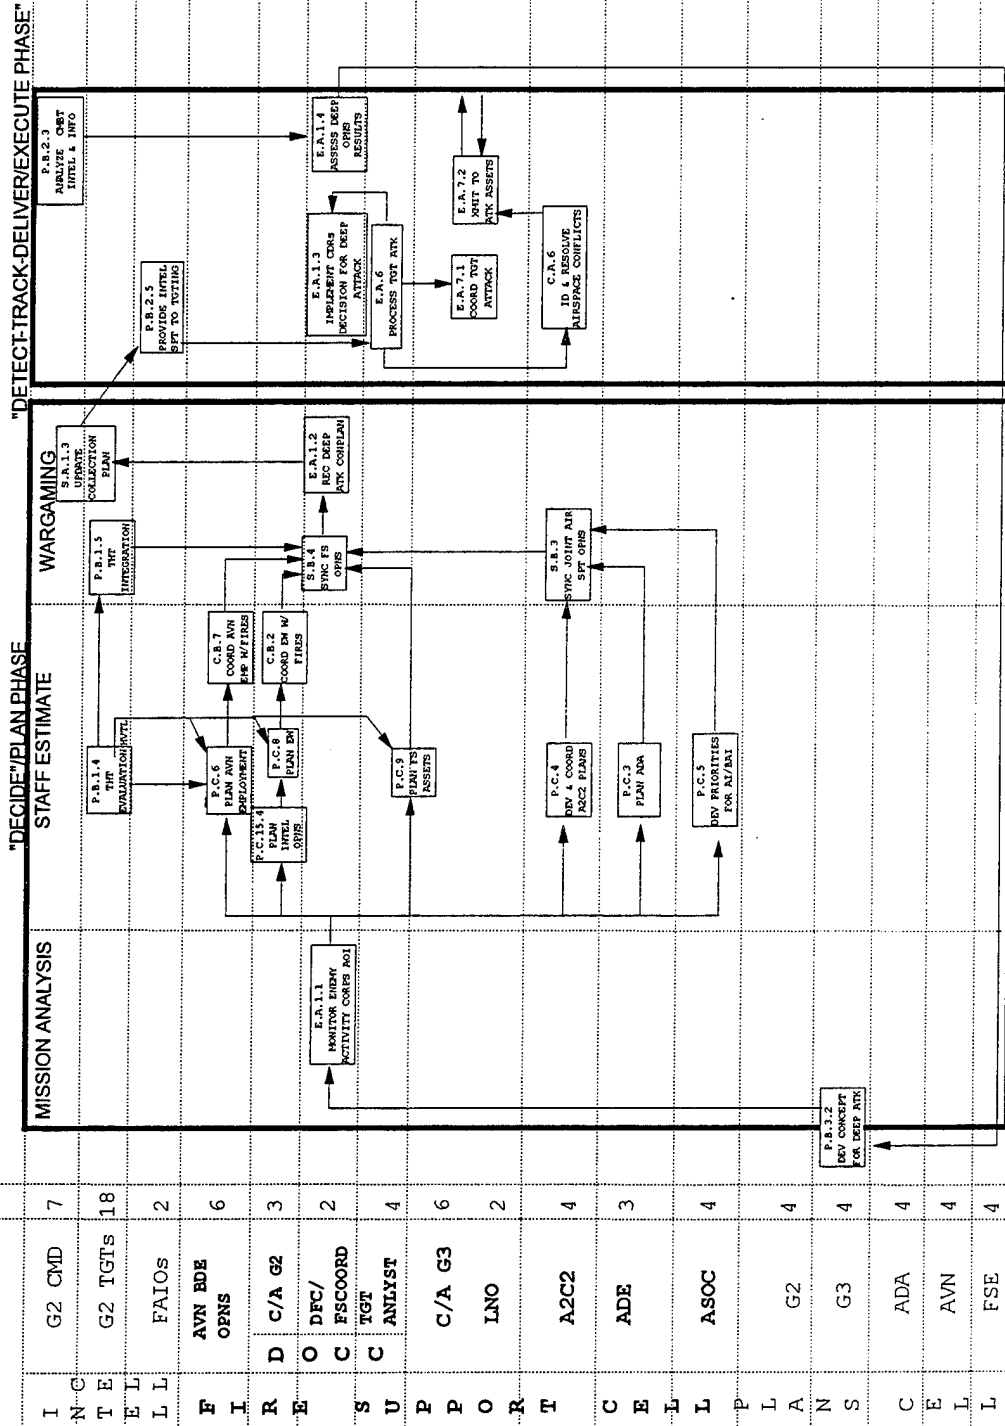 "DECIDE"/PLAN PHASE
"DETECT-TRACK-DELIVER/EXECUTE PHASE"
MISSION ANALYSIS
STAFF ESTIMATE
WARGAMING
I
N C
T E
E L
L L
G2 CMD 7
G2 TGTs 18
FAIOs 2
F
I
R
E
S
U
P
P
O
R
T
C
E
L
L
AVN BDE
OPNS
6
D
O
C
C
C/A G2 3
DFC/
FSCOORD
2
TGT
ANLYST
4
C/A G3 6
LNO 2
A2C2 4
ADE 3
ASOC 4
P
L
A
N
S
C
E
L
L
G2 4
G3 4
ADA 4
AVN 4
FSE 4
P.B.3.2
DEV CONCEPT
FOR DEEP ATK
E.A.1.1
MONITOR ENEMY
ACTIVITY CORPS AOI
P.B.1.4
THT
EVALUATION
HVTL
P.C.6
PLAN AVN
EMPLOYMENT
P.C.15.4
PLAN
INTEL
OPNS
P.C.8
PLAN EW
P.C.9
PLAN FS
ASSETS
P.C.4
DEV & COORD
A2C2 PLANS
P.C.3
PLAN ADA
P.C.5
DEV PRIORITIES
FOR AI/BAI
C.B.7
COORD AVN
EMP W/FIRES
C.B.2
COORD EW W/
FIRES
P.B.1.5
THT
INTEGRATION
S.B.4
SYNC FS
OPNS
S.B.3
SYNC JOINT AIR
SPT OPNS
S.A.1.3
UPDATE
COLLECTION
PLAN
E.A.1.2
REC DEEP
ATK CONPLAN
P.B.2.3
ANALYZE CMBT
INTEL & INFO
P.B.2.5
PROVIDE INTEL
SPT TO TGTING
E.A.1.3
IMPLEMENT CDRs
DECISION FOR DEEP
ATTACK
E.A.1.4
ASSESS DEEP
OPNS
RESULTS
E.A.6
PROCESS TGT ATK
E.A.7.1
COORD TGT
ATTACK
E.A.7.2
XMIT TO
ATK ASSETS
C.A.6
ID & RESOLVE
AIRSPACE CONFLICTS